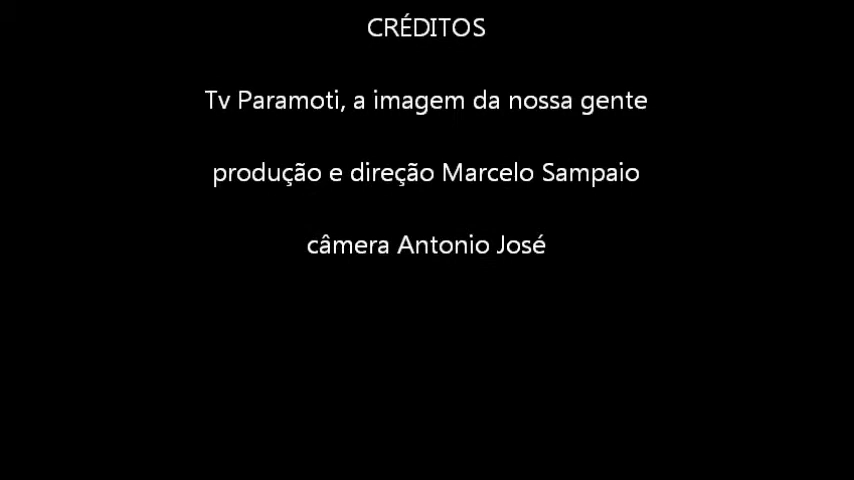 CRÉDITOS
Tv Paramoti, a imagem da nossa gente
produção e direção Marcelo Sampaio
câmera Antonio José